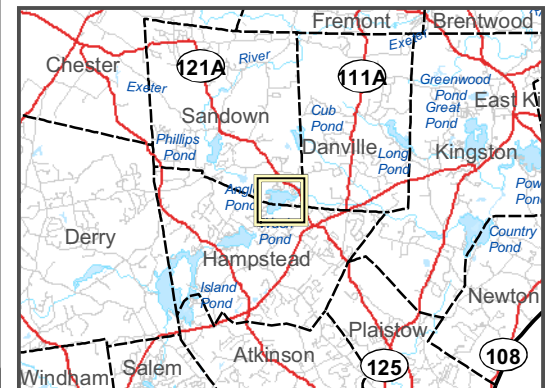 Fremont
Brentwood
Chester
121A
River
Exeter
111A
Exeter
Greenwood
Pond
Great
Pond
East K
Sandown
Cub
Pond
Phillips
Pond
Danville
Long
Kingston
Pow
Pond
Angl
Pond
Derry
Pond
Country
Pond
Hampstead
Island
Pond
Newton
Plaistow
Atkinson
108
125
Salem
Windham